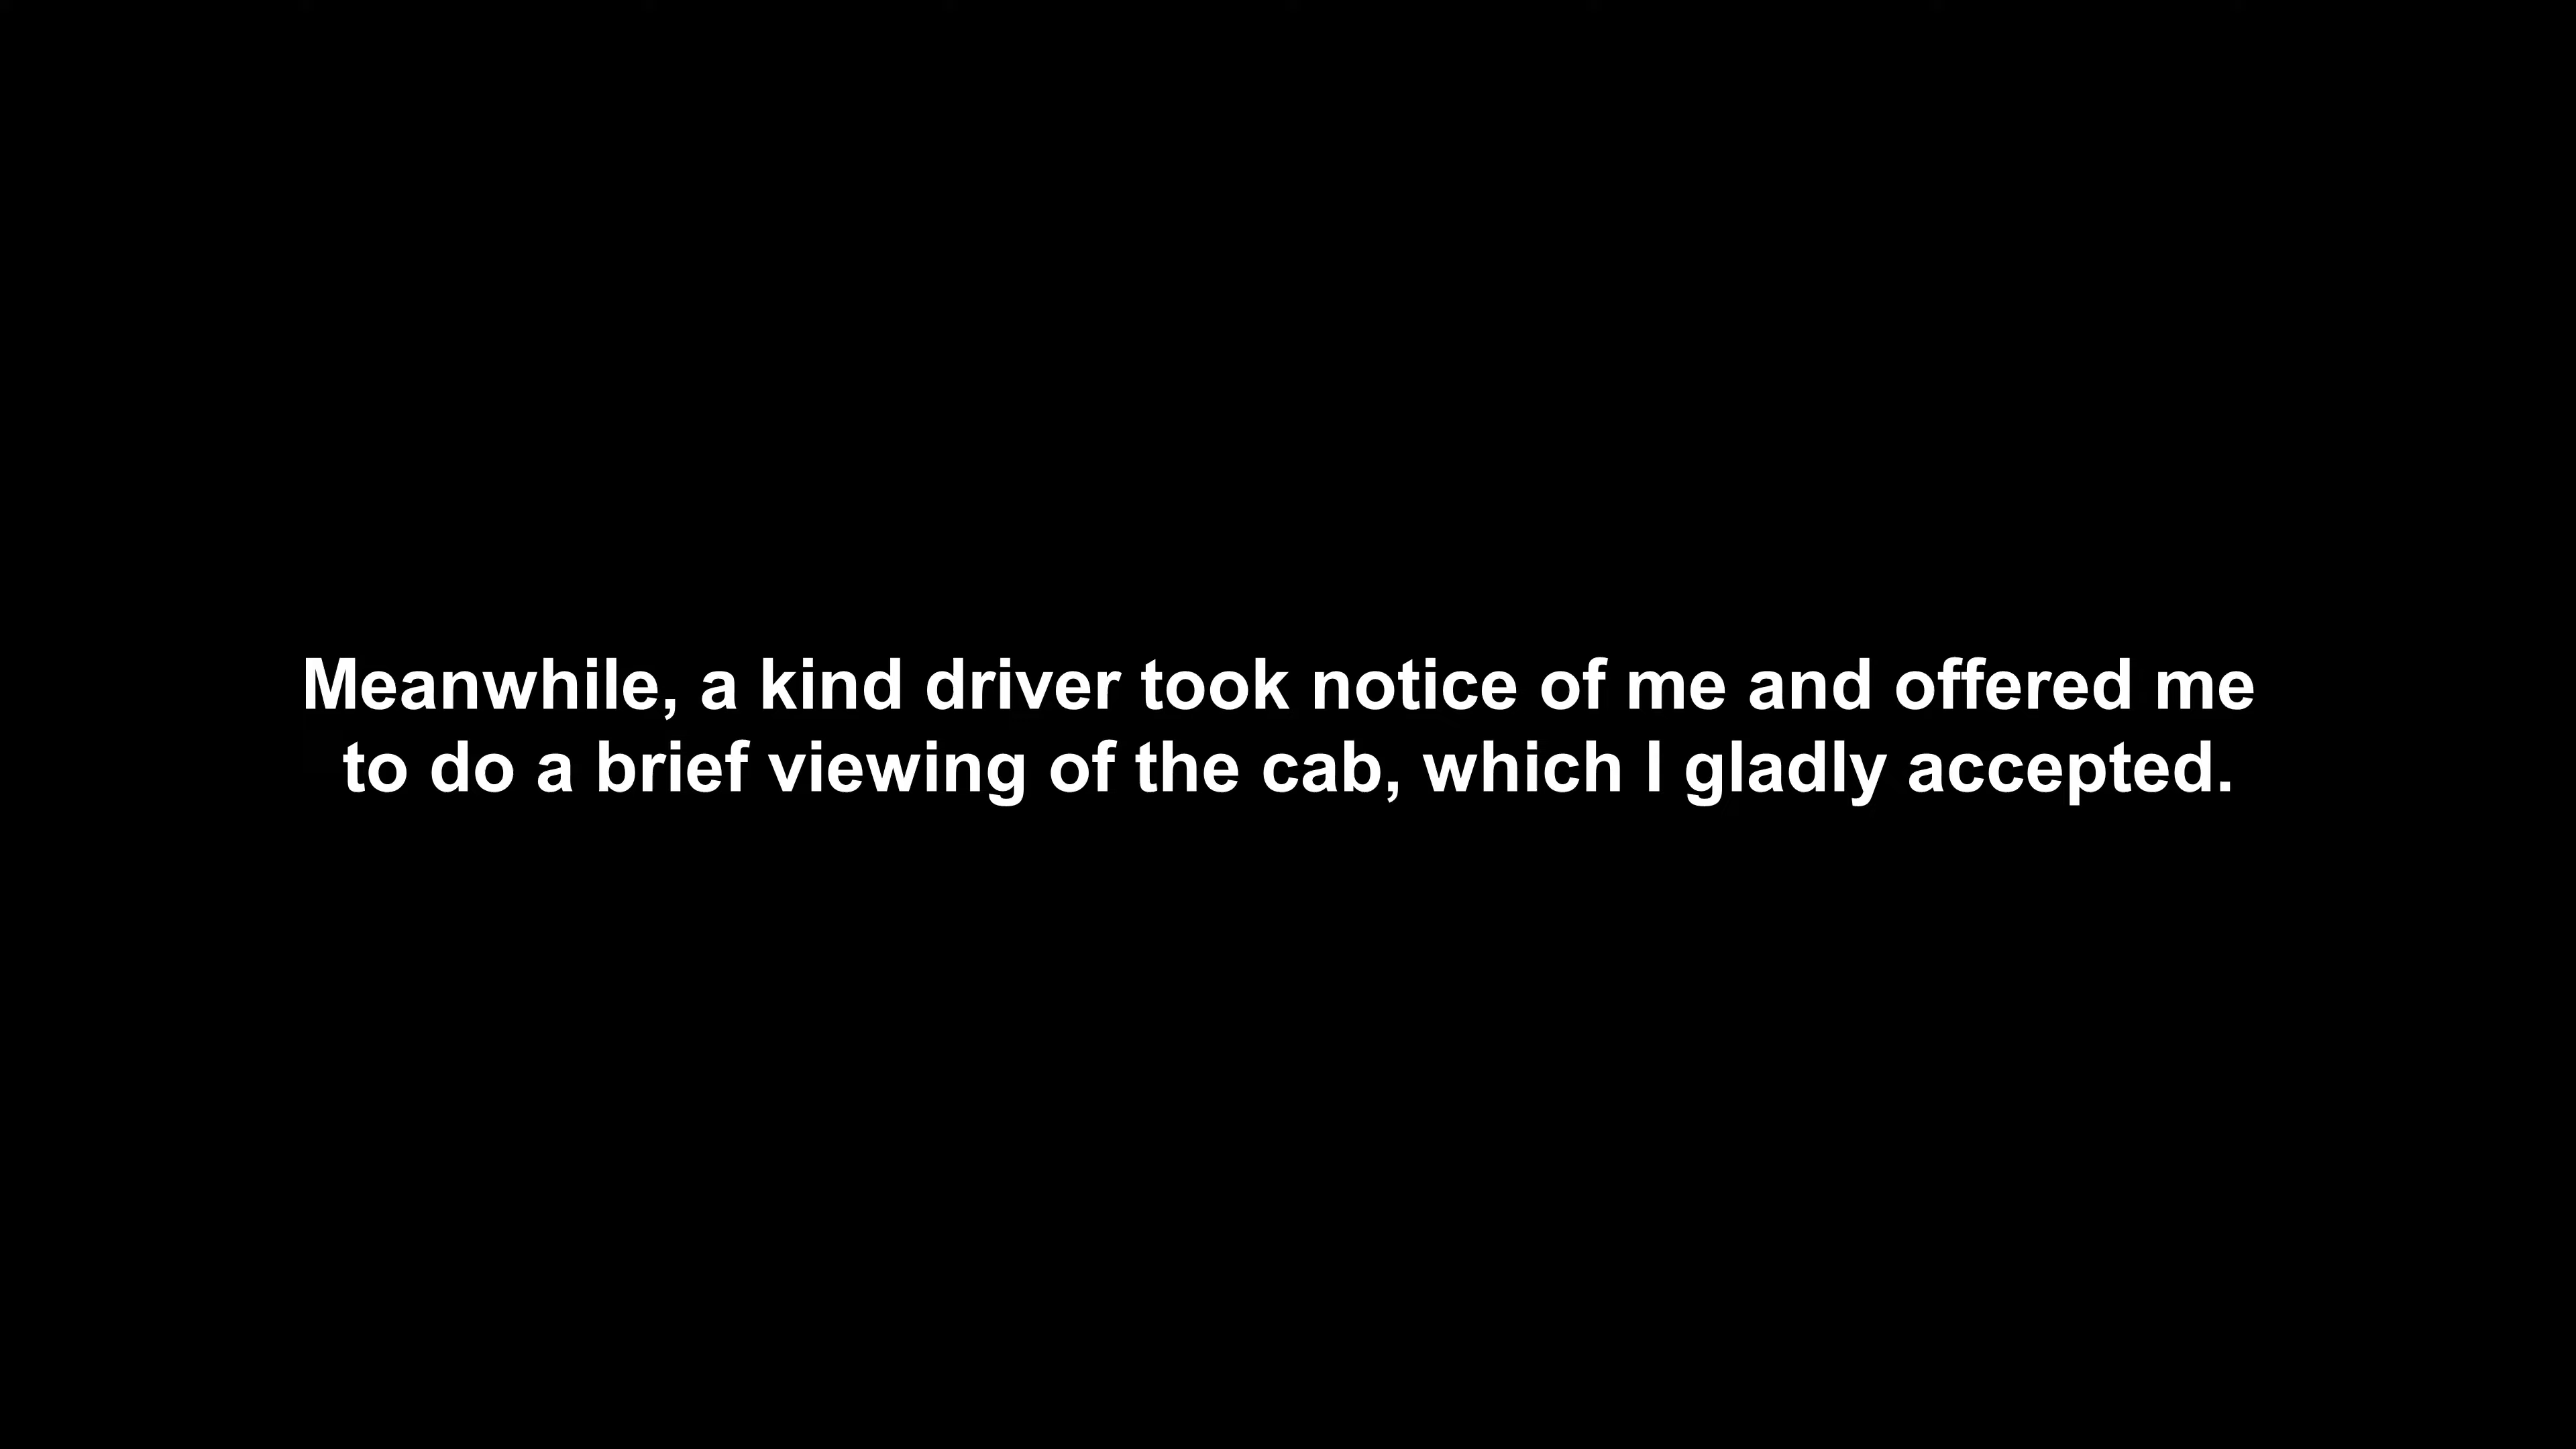 Meanwhile, a kind driver took notice of me and offered me
to do a brief viewing of the cab, which I gladly accepted.